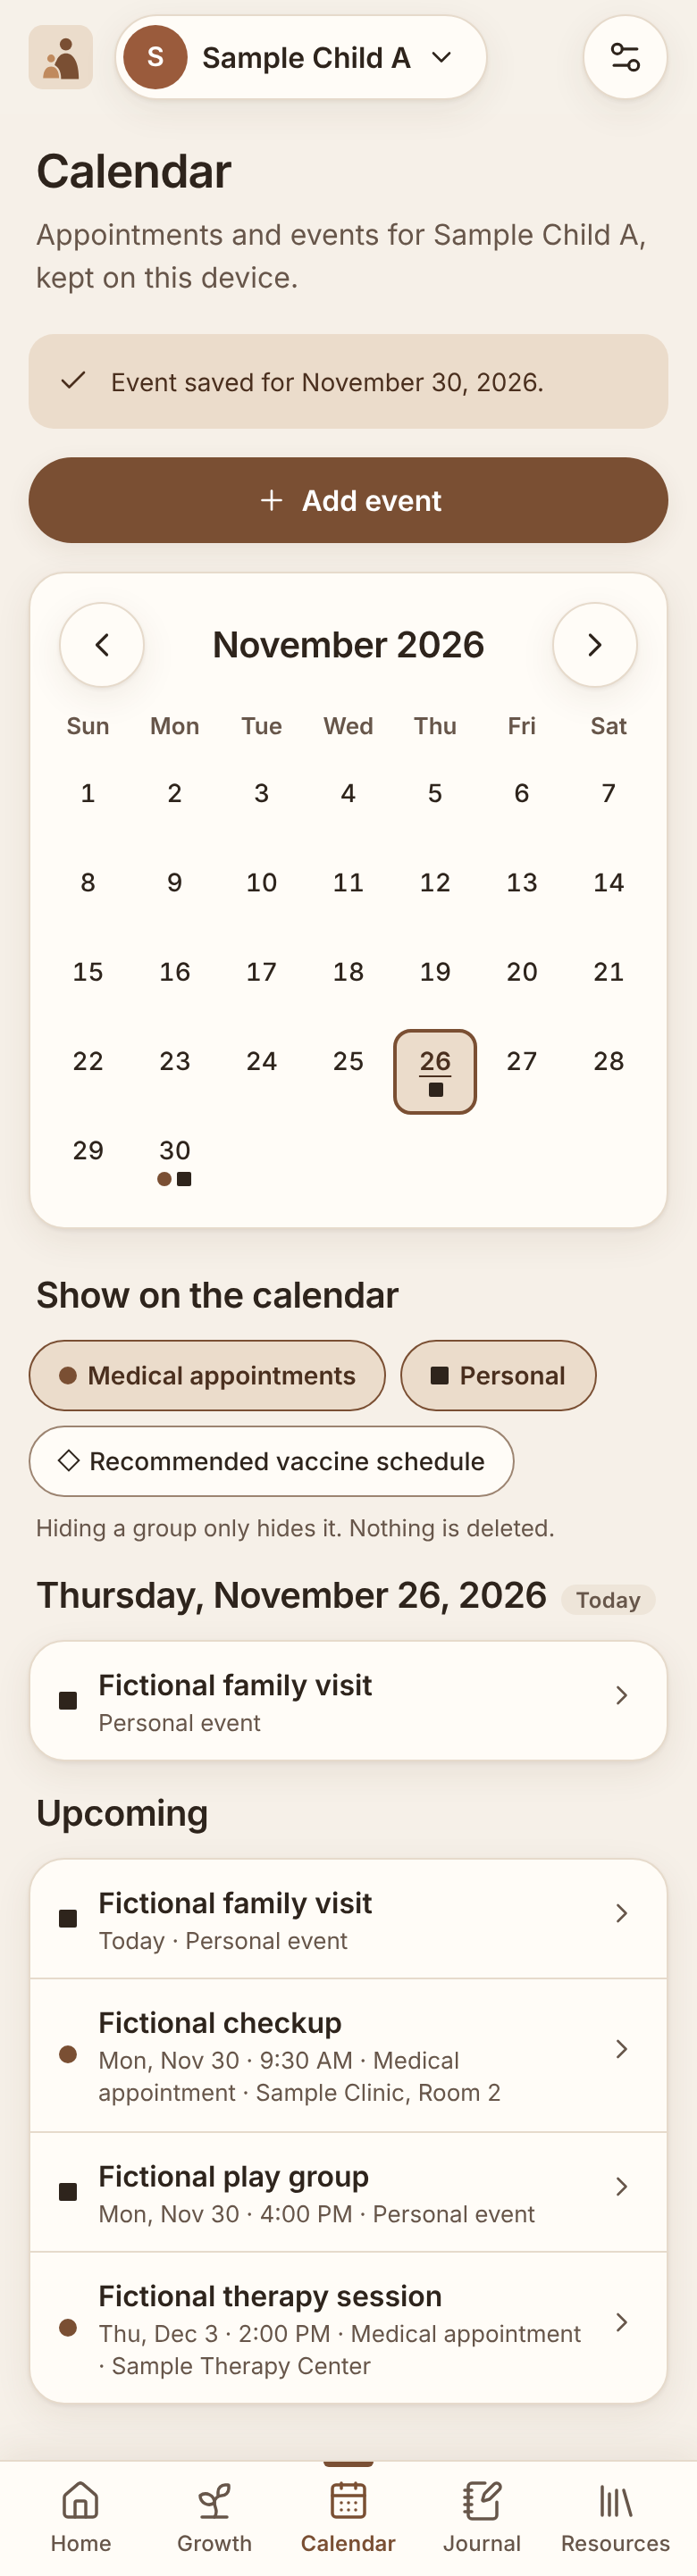 S Sample Child A
Calendar
Appointments and events for Sample Child A,
kept on this device.
Event saved for November 30, 2026.
Add event
November 2026
Sun Mon Tue Wed Thu Fri Sat
1 2 3 4 5 6 7
8 9 10 11 12 13 14
15 16 17 18 19 20 21
22 23 24 25 26 27 28
29 30
Show on the calendar
Medical appointments Personal
Recommended vaccine schedule
Hiding a group only hides it. Nothing is deleted.
Thursday, November 26, 2026 Today
Fictional family visit
Personal event
Upcoming
Fictional family visit
Today · Personal event
Fictional checkup
Mon, Nov 30 · 9:30 AM · Medical
appointment · Sample Clinic, Room 2
Fictional play group
Mon, Nov 30 · 4:00 PM · Personal event
Fictional therapy session
Thu, Dec 3 · 2:00 PM · Medical appointment
· Sample Therapy Center
Home Growth Calendar Journal Resources